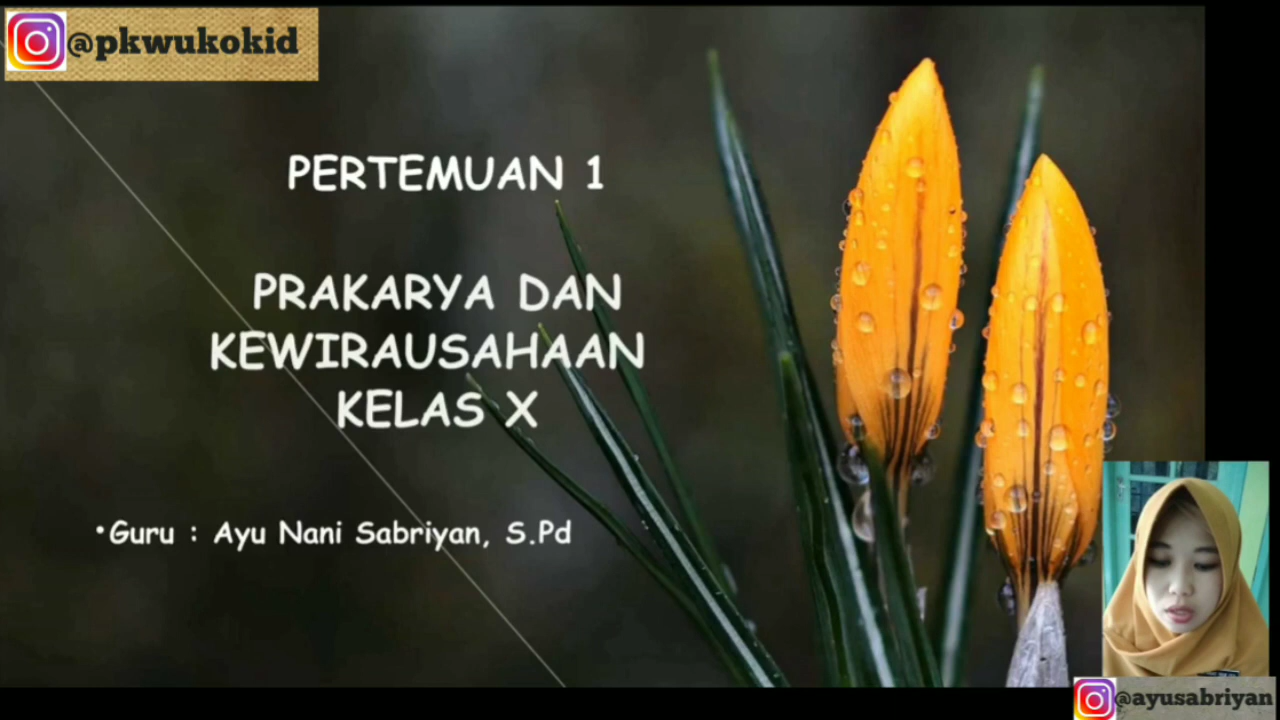 @pkwukokid
PERTEMUAN 1
PRAKARYA DAN
KEWIRAUSAHAAN
KELAS X
•Guru : Ayu Nani Sabriyan, S.Pd
@ayusabriyan